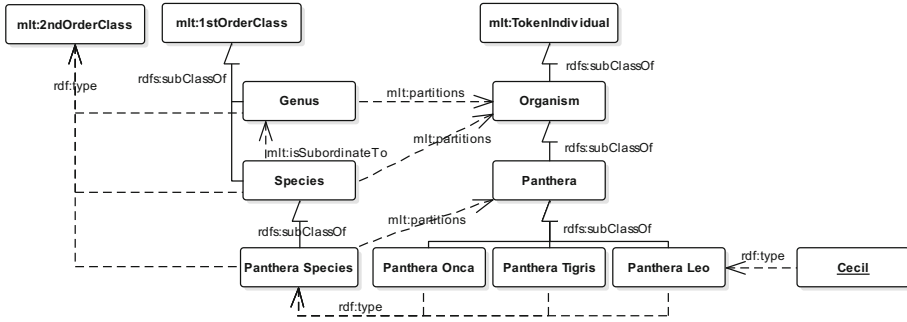 mlt:2ndOrderClass
mlt:1stOrderClass
mlt:TokenIndividual
rdfs:subClassOf
rdfs:subClassOf
rdf:type
Genus
mlt:partitions
Organism
mlt:partitions
rdfs:subClassOf
mlt:isSubordinateTo
Species
Panthera
mlt:partitions
rdfs:subClassOf
rdfs:subClassOf
Panthera Species
Panthera Onca
Panthera Tigris
Panthera Leo
rdf:type
Cecil
rdf:type